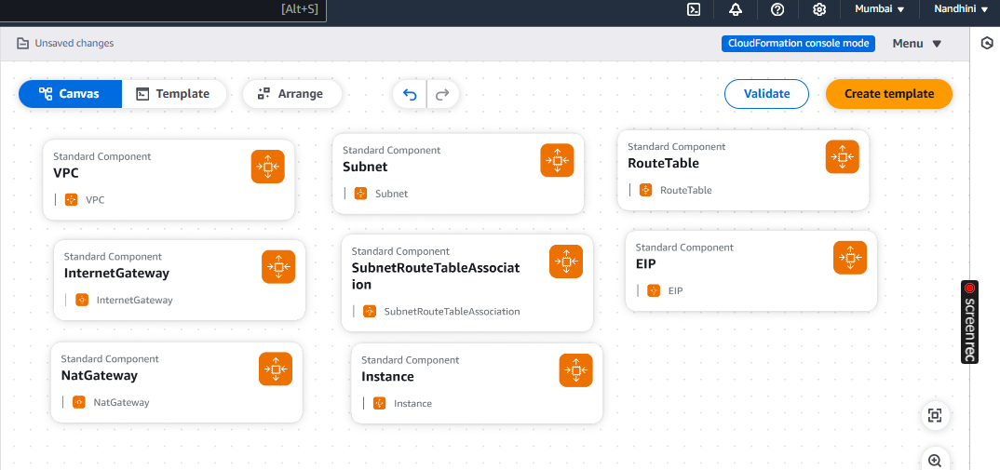 [Alt+S]
Mumbai
Nandhini
Unsaved changes
CloudFormation console mode
Menu
Canvas
Template
Arrange
Validate
Create template
Standard Component
VPC
VPC
Standard Component
Subnet
Subnet
Standard Component
RouteTable
RouteTable
Standard Component
InternetGateway
InternetGateway
Standard Component
SubnetRouteTableAssociat
ion
SubnetRouteTableAssociation
Standard Component
EIP
EIP
Standard Component
NatGateway
NatGateway
Standard Component
Instance
Instance
screen rec